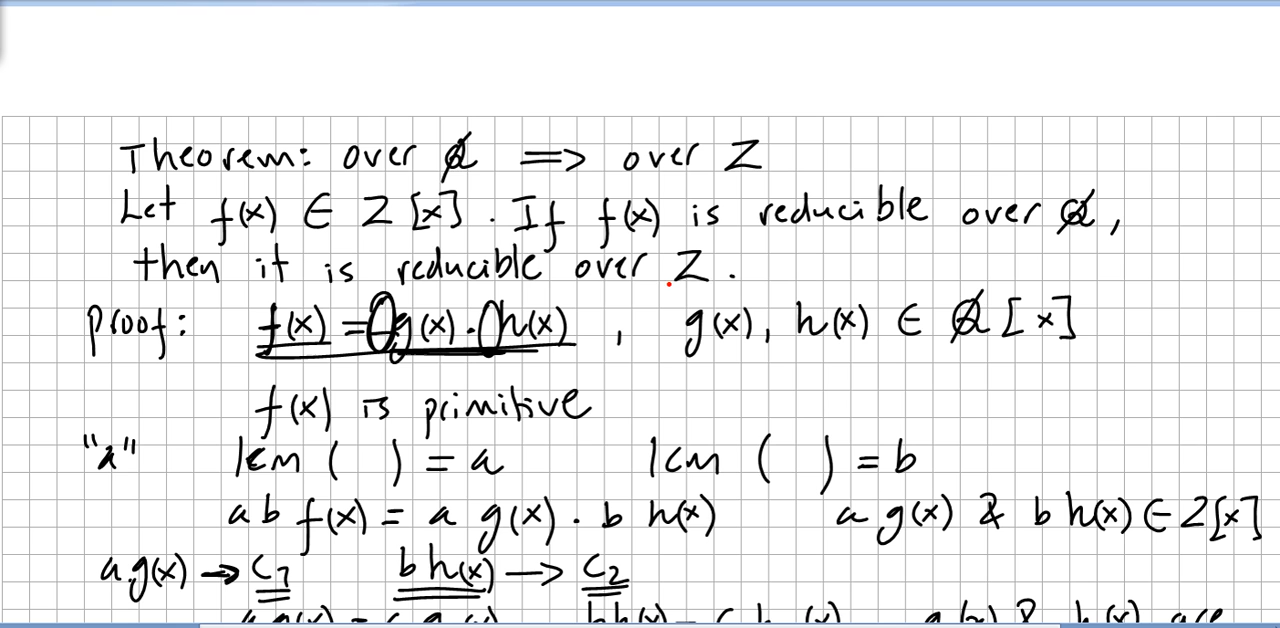 Theorem: over Q => over Z
Let f(x) ∈ Z[x]. If f(x) is reducible over Q,
then it is reducible over Z.
proof: f(x) = g(x) · h(x) , g(x), h(x) ∈ Q[x]
f(x) is primitive
lcm ( ) = a lcm ( ) = b
a b f(x) = a g(x) · b h(x) a g(x) & b h(x) ∈ Z[x]
a g(x) → c1 b h(x) → c2